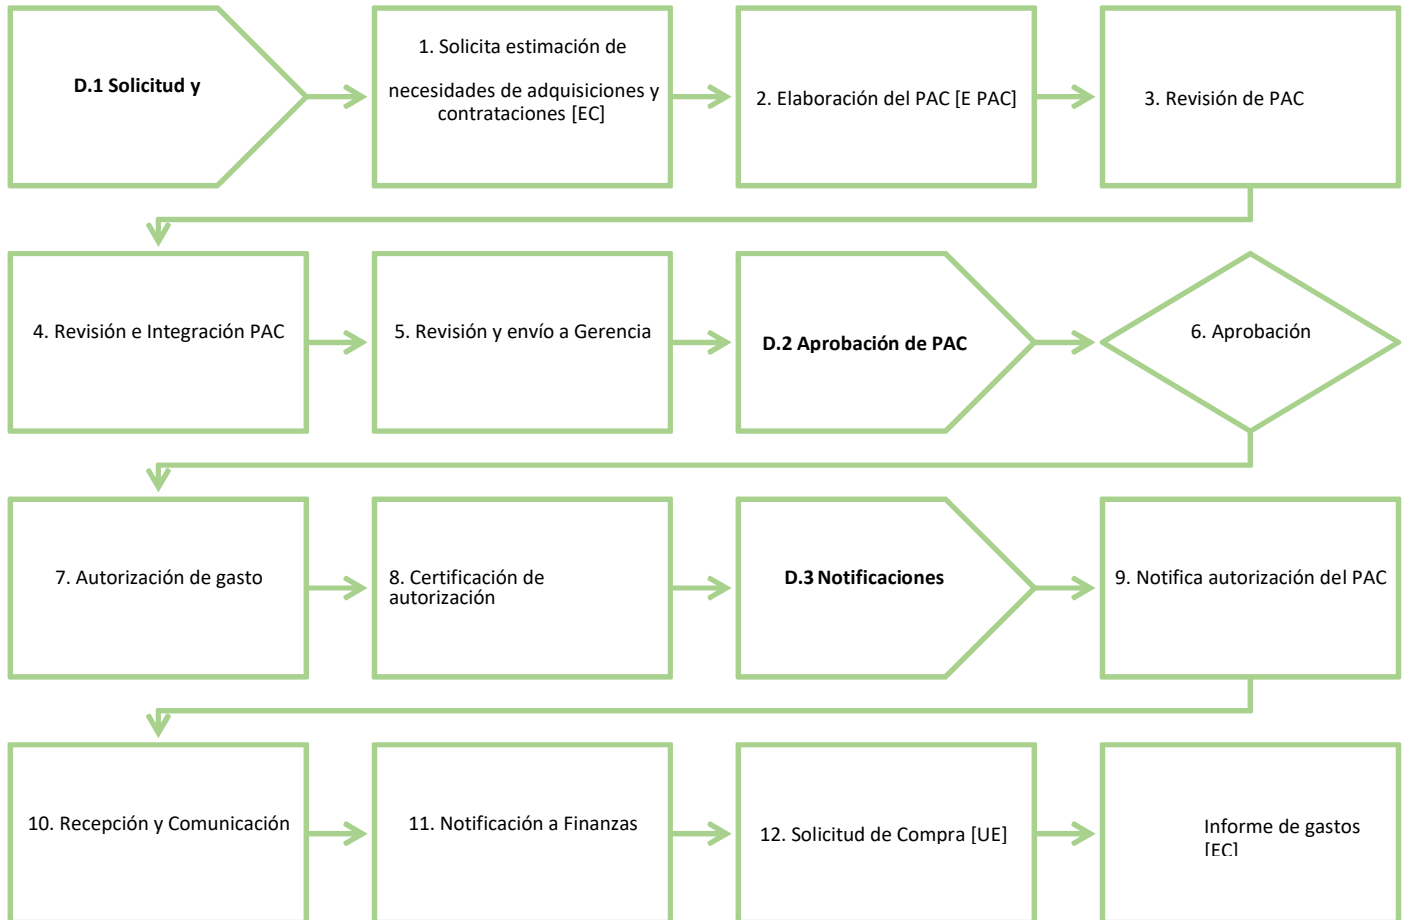 D.1 Solicitud y
1. Solicita estimación de
necesidades de adquisiciones y
contrataciones [EC]
2. Elaboración del PAC [E PAC]
3. Revisión de PAC
4. Revisión e Integración PAC
5. Revisión y envío a Gerencia
D.2 Aprobación de PAC
6. Aprobación
7. Autorización de gasto
8. Certificación de
autorización
D.3 Notificaciones
9. Notifica autorización del PAC
10. Recepción y Comunicación
11. Notificación a Finanzas
12. Solicitud de Compra [UE]
Informe de gastos
[EC]